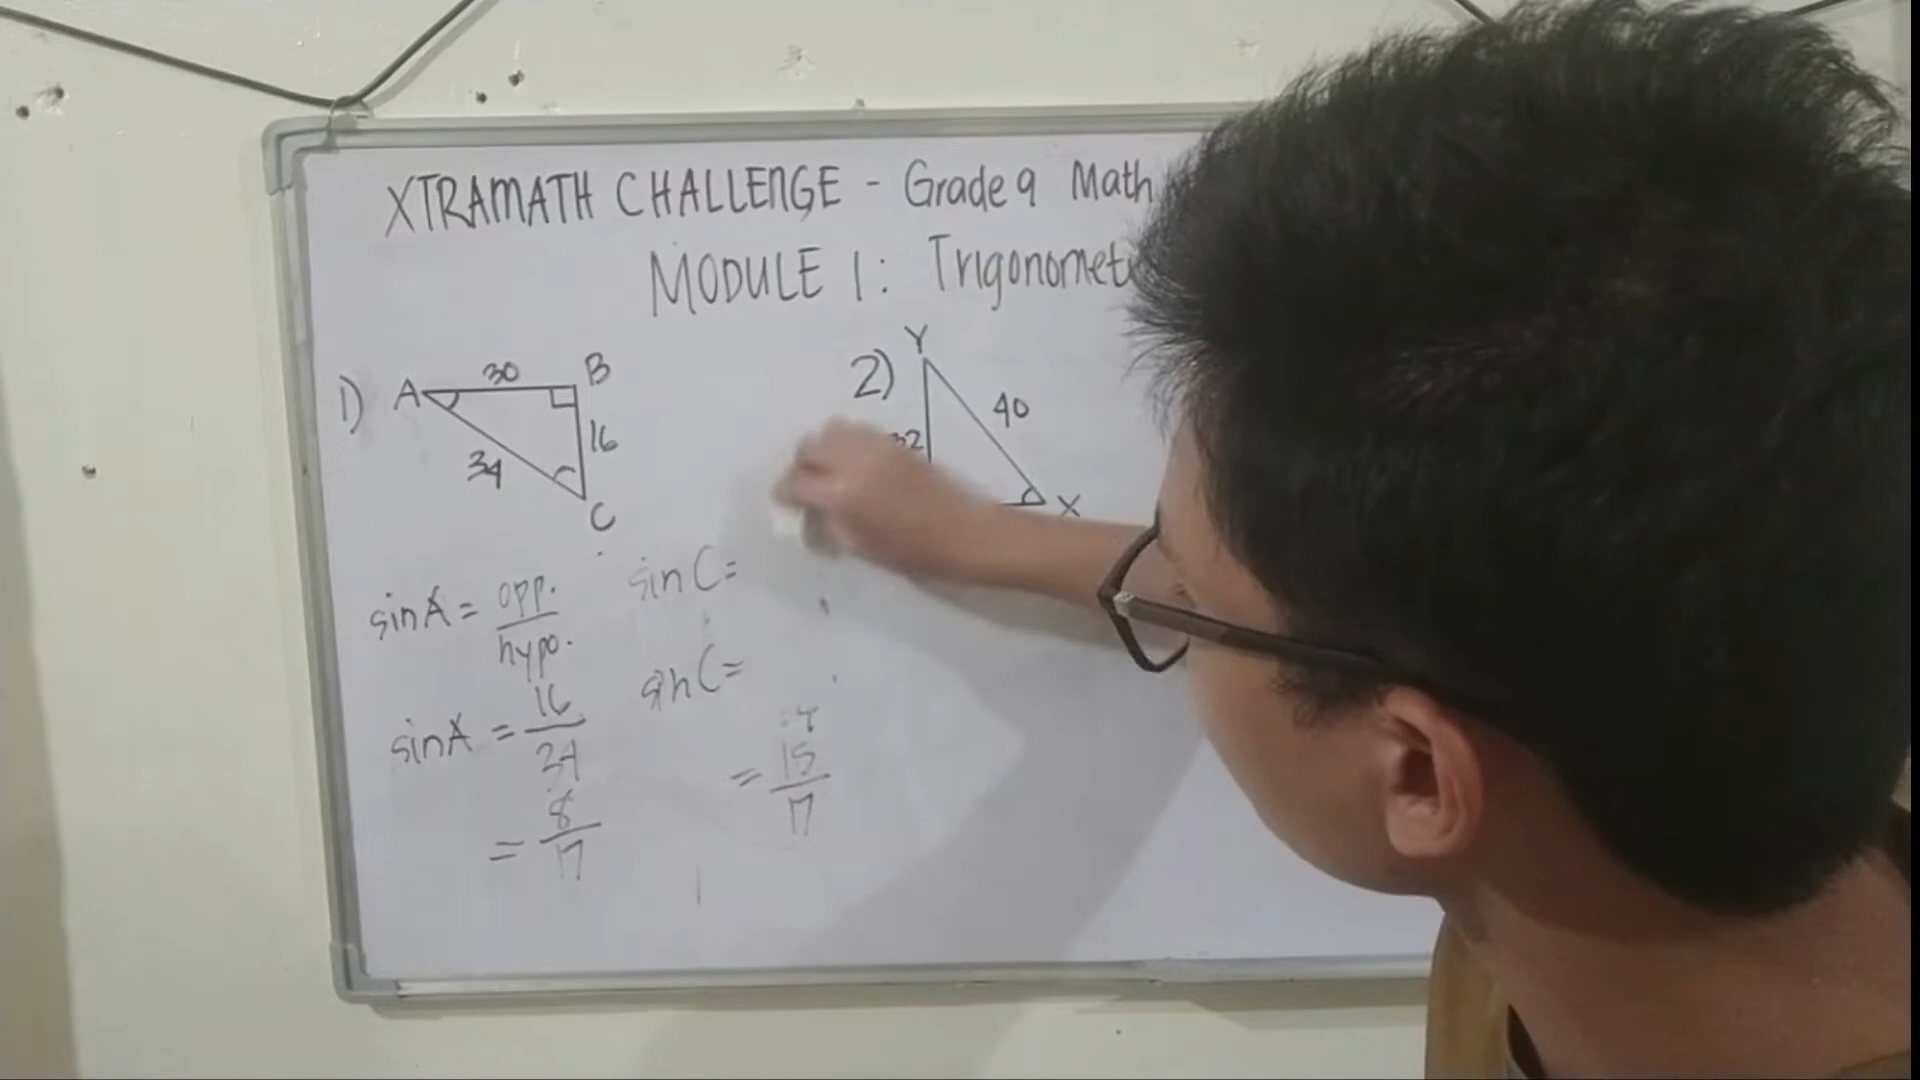 XTRAMATH CHALLENGE - Grade 9 Math
MODULE 1: Trigonomet
1) A 30 B
16
34
C
2) Y
40
32
X
sin A = opp.
hypo.
sin A = 16
34
= 8
17
sin C =
sin C =
= 15
17